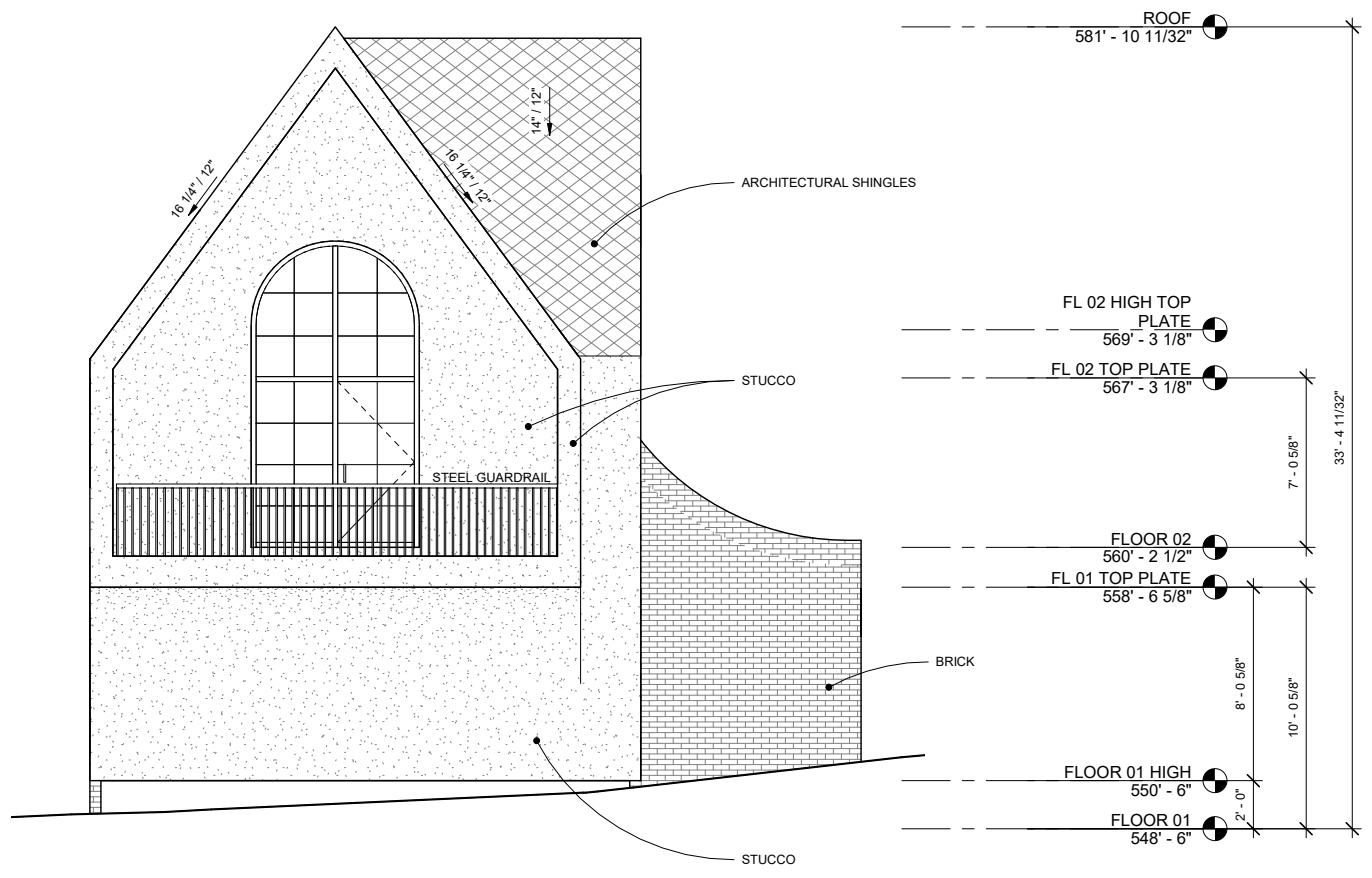 ROOF
581' - 10 11/32"
14" / 12"
16 1/4" / 12"
16 1/4" / 12"
ARCHITECTURAL SHINGLES
FL 02 HIGH TOP
PLATE
569' - 3 1/8"
FL 02 TOP PLATE
567' - 3 1/8"
STUCCO
33' - 4 11/32"
7' - 0 5/8"
STEEL GUARDRAIL
FLOOR 02
560' - 2 1/2"
FL 01 TOP PLATE
558' - 6 5/8"
BRICK
8' - 0 5/8"
10' - 0 5/8"
FLOOR 01 HIGH
550' - 6"
2' - 0"
FLOOR 01
548' - 6"
STUCCO